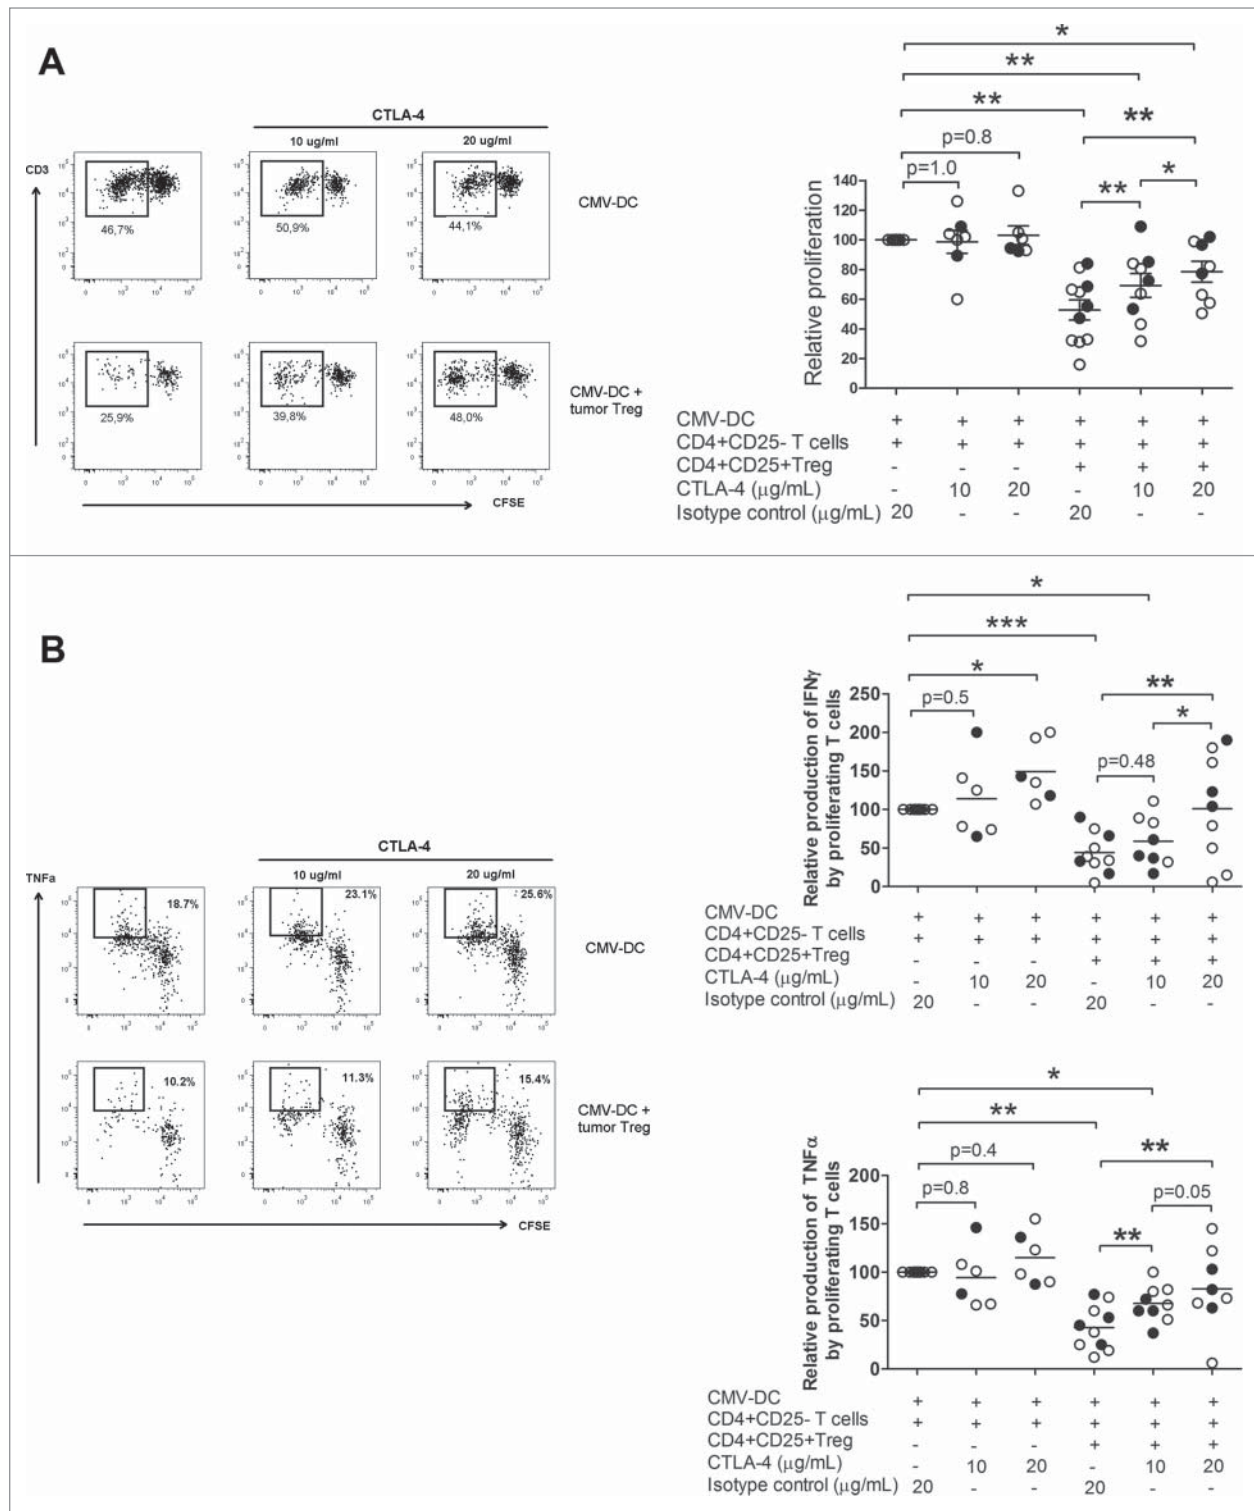 A
CTLA-4
10 ug/ml
20 ug/ml
CD3
46,7%
50,9%
44,1%
CMV-DC
25,9%
39,8%
48,0%
CMV-DC +
tumor Treg
CFSE
*
**
**
**
p=0.8
p=1.0
**
*
Relative proliferation
140
120
100
80
60
40
20
0
CMV-DC + + + + + +
CD4+CD25- T cells + + + + + +
CD4+CD25+Treg - - - + + +
CTLA-4 (μg/mL) - 10 20 - 10 20
Isotype control (μg/mL) 20 - - 20 - -
B
CTLA-4
10 ug/ml
20 ug/ml
TNFa
18.7%
23.1%
25.6%
CMV-DC
10.2%
11.3%
15.4%
CMV-DC +
tumor Treg
CFSE
*
***
*
**
p=0.5
*
p=0.48
Relative production of IFNγ
by proliferating T cells
250
200
150
100
50
0
CMV-DC + + + + + +
CD4+CD25- T cells + + + + + +
CD4+CD25+Treg - - - + + +
CTLA-4 (μg/mL) - 10 20 - 10 20
Isotype control (μg/mL) 20 - - 20 - -
*
**
p=0.4
**
p=0.8
p=0.05
**
Relative production of TNFα
by proliferating T cells
200
150
100
50
0
CMV-DC + + + + + +
CD4+CD25- T cells + + + + + +
CD4+CD25+Treg - - - + + +
CTLA-4 (μg/mL) - 10 20 - 10 20
Isotype control (μg/mL) 20 - - 20 - -